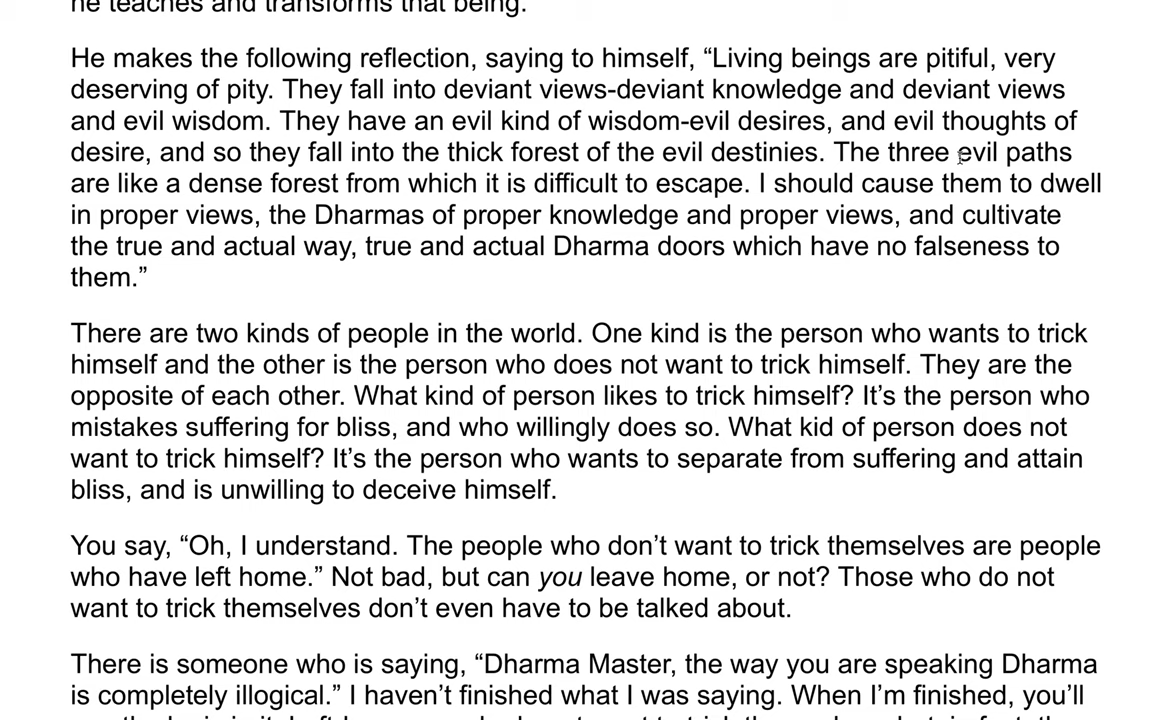 he teaches and transforms that being.
He makes the following reflection, saying to himself, “Living beings are pitiful, very
deserving of pity. They fall into deviant views-deviant knowledge and deviant views
and evil wisdom. They have an evil kind of wisdom-evil desires, and evil thoughts of
desire, and so they fall into the thick forest of the evil destinies. The three evil paths
are like a dense forest from which it is difficult to escape. I should cause them to dwell
in proper views, the Dharmas of proper knowledge and proper views, and cultivate
the true and actual way, true and actual Dharma doors which have no falseness to
them.”
There are two kinds of people in the world. One kind is the person who wants to trick
himself and the other is the person who does not want to trick himself. They are the
opposite of each other. What kind of person likes to trick himself? It’s the person who
mistakes suffering for bliss, and who willingly does so. What kid of person does not
want to trick himself? It’s the person who wants to separate from suffering and attain
bliss, and is unwilling to deceive himself.
You say, “Oh, I understand. The people who don’t want to trick themselves are people
who have left home.” Not bad, but can you leave home, or not? Those who do not
want to trick themselves don’t even have to be talked about.
There is someone who is saying, “Dharma Master, the way you are speaking Dharma
is completely illogical.” I haven’t finished what I was saying. When I’m finished, you’ll